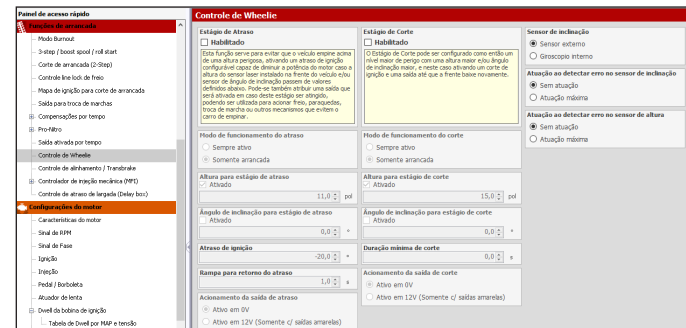 Painel de acesso rápido
Funções de arrancada
Modo Burnout
3-step / boost spool / roll start
Corte de arrancada (2-Step)
Controle line lock de freio
Mapa de ignição para corte de arrancada
Saída para troca de marchas
Compensações por tempo
Pro-Nitro
Saída ativada por tempo
Controle de Wheelie
Controle de alinhamento / Transbrake
Controlador de injeção mecânica (MFI)
Controle de atraso de largada (Delay box)
Configurações do motor
Características do motor
Sinal de RPM
Sinal de Fase
Ignição
Injeção
Pedal / Borboleta
Atuador de lenta
Dwell da bobina de ignição
Tabela de Dwell por MAP e tensão
Controle de Wheelie
Estágio de Atraso
Habilitado
Esta função serve para evitar que o veículo empine acima
de uma altura perigosa, ativando um atraso de ignição
configurável capaz de diminuir a potência do motor caso a
altura do sensor laser instalado na frente do veículo e/ou
sensor de ângulo de inclinação passem de valores
definidos abaixo. Pode-se também atribuir uma saída que
será ativada em caso deste estágio ser atingido,
podendo ser utilizada para acionar freio, paraquedas,
troca de marcha ou outros mecanismos que evitem o
carro de empinar.
Modo de funcionamento do atraso
Sempre ativo
Somente arrancada
Altura para estágio de atraso
Ativado
11,0 pol
Ângulo de inclinação para estágio de atraso
Ativado
0,0 °
Atraso de ignição
-20,0 °
Rampa para retorno do atraso
1,0 s
Acionamento da saída de atraso
Ativo em 0V
Ativo em 12V (Somente c/ saídas amarelas)
Estágio de Corte
Habilitado
O Estágio de Corte pode ser configurado como então um
nível maior de perigo com uma altura maior e/ou ângulo
de inclinação maior, e neste caso ativando um corte de
ignição e uma saída até que a frente baixe novamente.
Modo de funcionamento do corte
Sempre ativo
Somente arrancada
Altura para estágio de corte
Ativado
15,0 pol
Ângulo de inclinação para estágio de corte
Ativado
0,0 °
Duração mínima de corte
0,0 s
Acionamento da saída de corte
Ativo em 0V
Ativo em 12V (Somente c/ saídas amarelas)
Sensor de inclinação
Sensor externo
Giroscopio interno
Atuação ao detectar erro no sensor de inclinação
Sem atuação
Atuação máxima
Atuação ao detectar erro no sensor de altura
Sem atuação
Atuação máxima